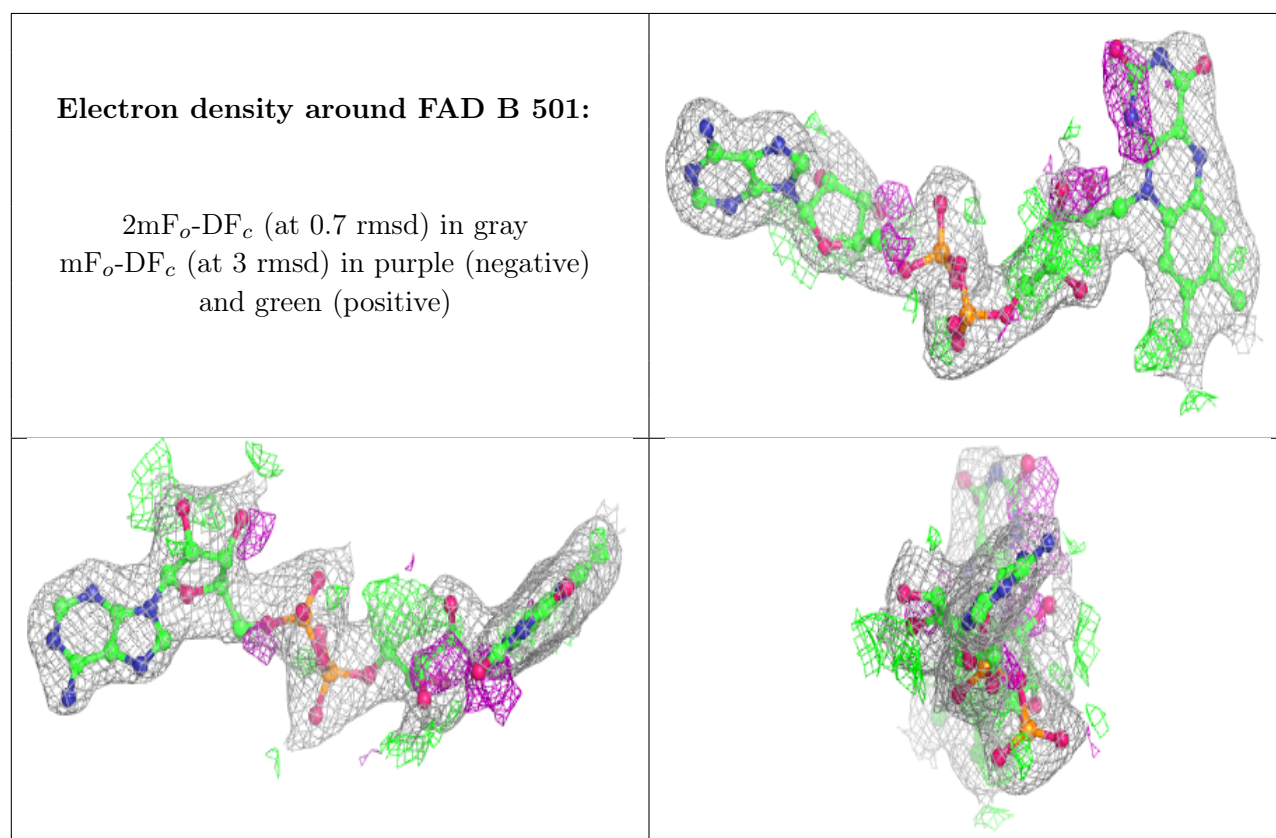 Electron density around FAD B 501:
2mFo-DFc (at 0.7 rmsd) in gray
mFo-DFc (at 3 rmsd) in purple (negative)
and green (positive)